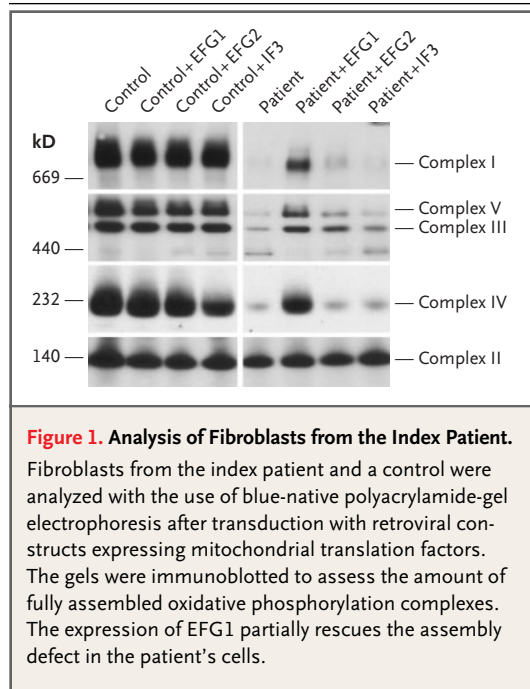 Control
Control+EFG1
Control+EFG2
Control+IF3
Patient
Patient+EFG1
Patient+EFG2
Patient+IF3
kD
669
440
232
140
Complex I
Complex V
Complex III
Complex IV
Complex II
Figure 1. Analysis of Fibroblasts from the Index Patient.
Fibroblasts from the index patient and a control were
analyzed with the use of blue-native polyacrylamide-gel
electrophoresis after transduction with retroviral con-
structs expressing mitochondrial translation factors.
The gels were immunoblotted to assess the amount of
fully assembled oxidative phosphorylation complexes.
The expression of EFG1 partially rescues the assembly
defect in the patient's cells.